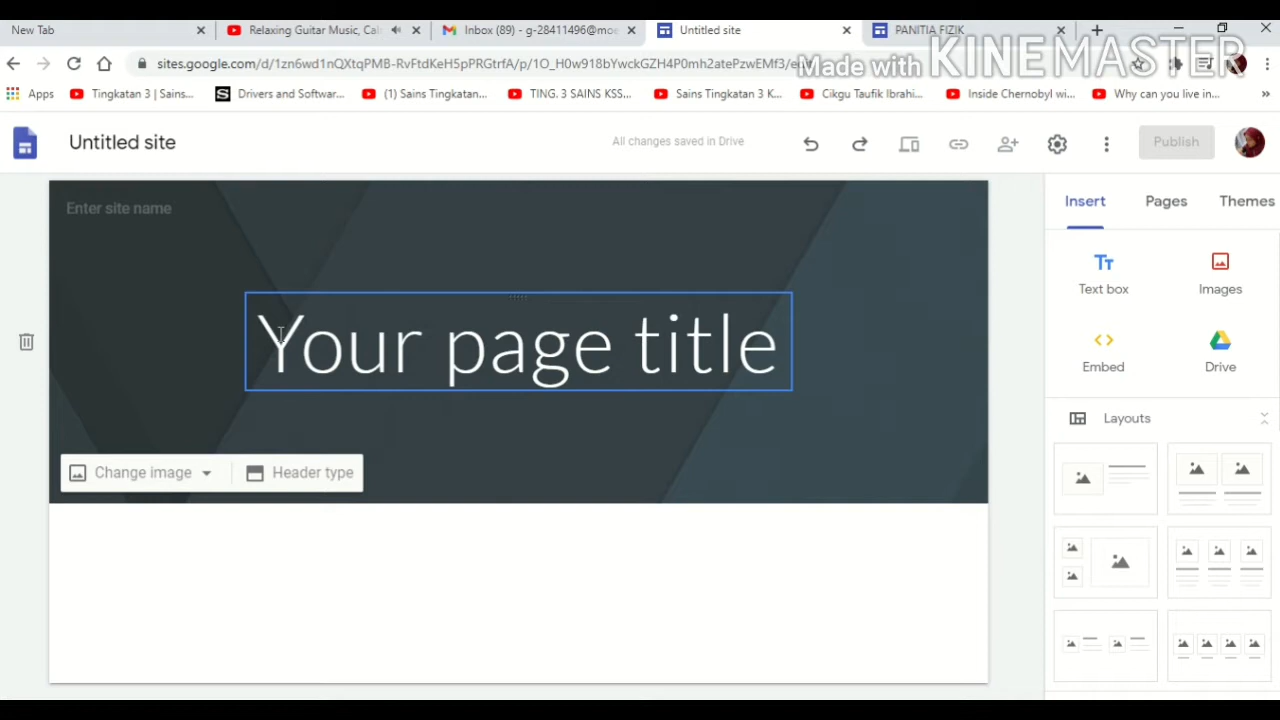 New Tab
Relaxing Guitar Music, Cal
Inbox (89) - g-28411496@moe
Untitled site
PANITIA FIZIK
Made with KINEMASTER
sites.google.com/d/1zn6wd1nQXtqPMB-RvFtdKeH5pPRGtrfA/p/1O_H0w918bYwckGZH4P0mh2atePzwEMf3/edit
Apps
Tingkatan 3 | Sains...
Drivers and Softwar...
(1) Sains Tingkatan...
TING. 3 SAINS KSS...
Sains Tingkatan 3 K...
Cikgu Taufik Ibrahi...
Inside Chernobyl wi...
Why can you live in...
Untitled site
All changes saved in Drive
Publish
Enter site name
Your page title
Change image
Header type
Insert
Pages
Themes
Text box
Images
Embed
Drive
Layouts